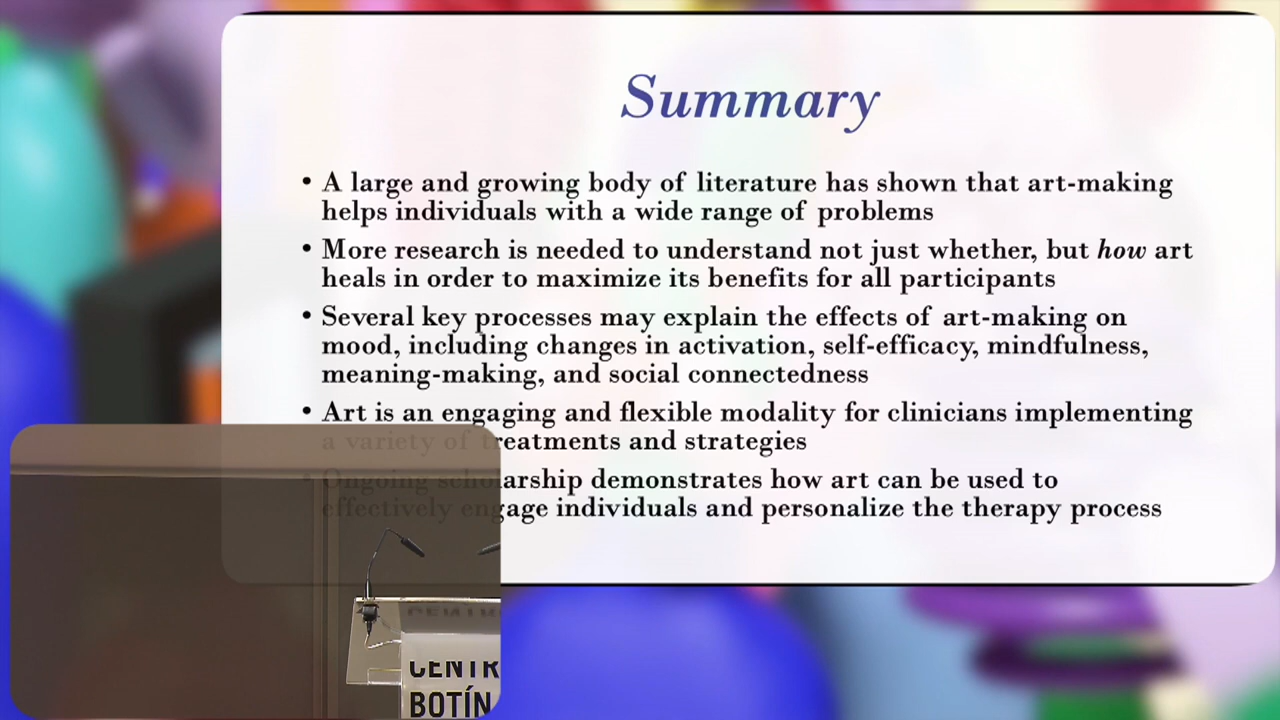 Summary
• A large and growing body of literature has shown that art-making
helps individuals with a wide range of problems
• More research is needed to understand not just whether, but how art
heals in order to maximize its benefits for all participants
• Several key processes may explain the effects of art-making on
mood, including changes in activation, self-efficacy, mindfulness,
meaning-making, and social connectedness
• Art is an engaging and flexible modality for clinicians implementing
a variety of treatments and strategies
• Ongoing scholarship demonstrates how art can be used to
effectively engage individuals and personalize the therapy process
CENTR
BOTÍN